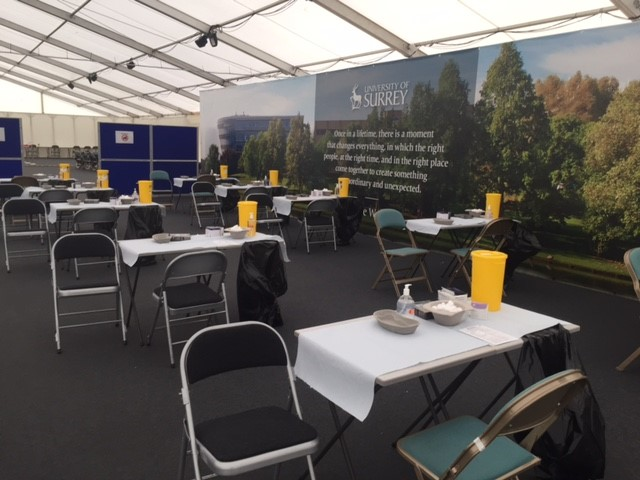 UNIVERSITY OF
SURREY
Once in a lifetime, there is a moment
that changes everything, in which the right
people, at the right time, and in the right place
come together to create
ordinary and unexpected.